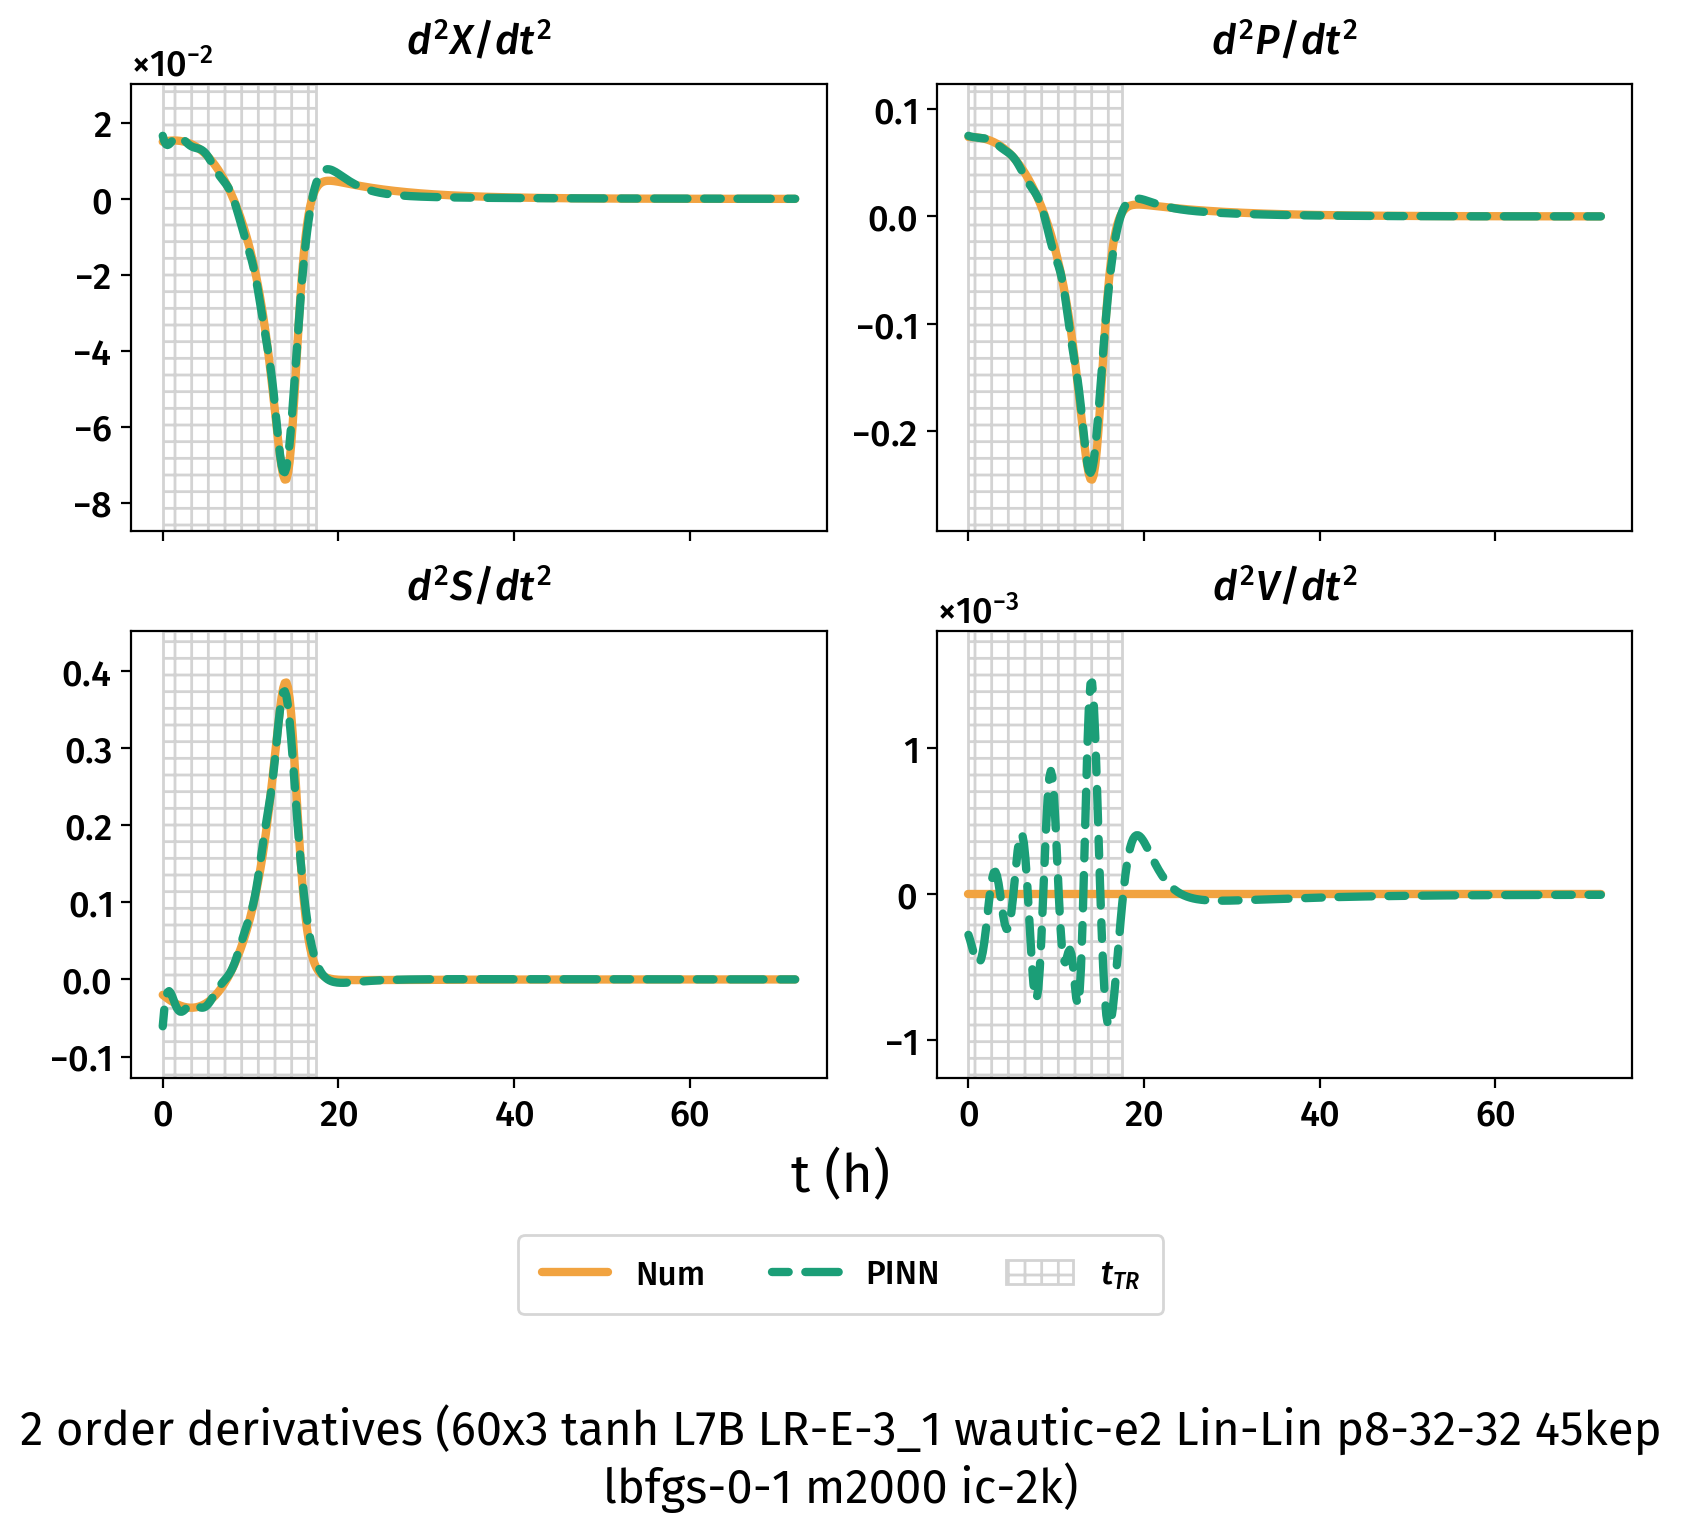 d²X/dt²
×10⁻²
2
0
−2
−4
−6
−8
d²P/dt²
0.1
0.0
−0.1
−0.2
d²S/dt²
0.4
0.3
0.2
0.1
0.0
−0.1
0 20 40 60
d²V/dt²
×10⁻³
1
0
−1
0 20 40 60
t (h)
Num PINN t_TR
2 order derivatives (60x3 tanh L7B LR-E-3_1 wautic-e2 Lin-Lin p8-32-32 45kep
lbfgs-0-1 m2000 ic-2k)